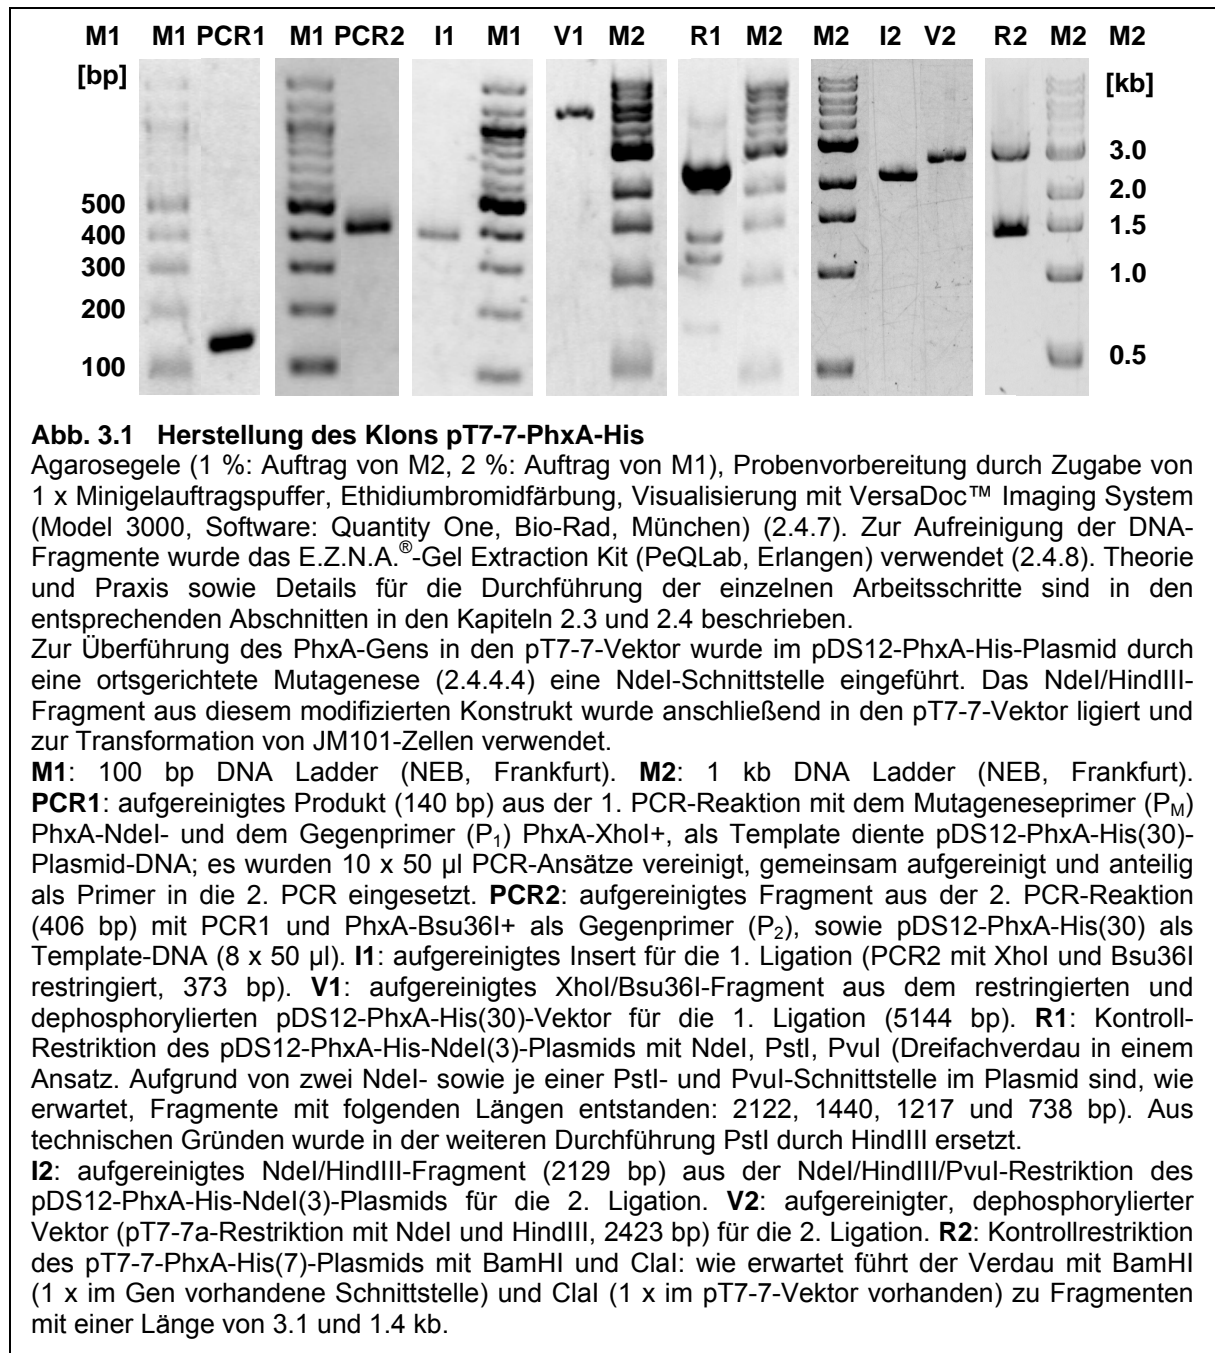 M1 M1 PCR1 M1 PCR2 I1 M1 V1 M2 R1 M2 M2 I2 V2 R2 M2 M2
[bp] [kb]
3.0
2.0
500 1.5
400
300 1.0
200
100 0.5
Abb. 3.1 Herstellung des Klons pT7-7-PhxA-His
Agarosegele (1 %: Auftrag von M2, 2 %: Auftrag von M1), Probenvorbereitung durch Zugabe von
1 x Minigelauftragspuffer, Ethidiumbromidfärbung, Visualisierung mit VersaDoc™ Imaging System
(Model 3000, Software: Quantity One, Bio-Rad, München) (2.4.7). Zur Aufreinigung der DNA-
Fragmente wurde das E.Z.N.A.®-Gel Extraction Kit (PeQLab, Erlangen) verwendet (2.4.8). Theorie
und Praxis sowie Details für die Durchführung der einzelnen Arbeitsschritte sind in den
entsprechenden Abschnitten in den Kapiteln 2.3 und 2.4 beschrieben.
Zur Überführung des PhxA-Gens in den pT7-7-Vektor wurde im pDS12-PhxA-His-Plasmid durch
eine ortsgerichtete Mutagenese (2.4.4.4) eine NdeI-Schnittstelle eingeführt. Das NdeI/HindIII-
Fragment aus diesem modifizierten Konstrukt wurde anschließend in den pT7-7-Vektor ligiert und
zur Transformation von JM101-Zellen verwendet.
M1: 100 bp DNA Ladder (NEB, Frankfurt). M2: 1 kb DNA Ladder (NEB, Frankfurt).
PCR1: aufgereinigtes Produkt (140 bp) aus der 1. PCR-Reaktion mit dem Mutageneseprimer (PM)
PhxA-NdeI- und dem Gegenprimer (P1) PhxA-XhoI+, als Template diente pDS12-PhxA-His(30)-
Plasmid-DNA; es wurden 10 x 50 µl PCR-Ansätze vereinigt, gemeinsam aufgereinigt und anteilig
als Primer in die 2. PCR eingesetzt. PCR2: aufgereinigtes Fragment aus der 2. PCR-Reaktion
(406 bp) mit PCR1 und PhxA-Bsu36I+ als Gegenprimer (P2), sowie pDS12-PhxA-His(30) als
Template-DNA (8 x 50 µl). I1: aufgereinigtes Insert für die 1. Ligation (PCR2 mit XhoI und Bsu36I
restringiert, 373 bp). V1: aufgereinigtes XhoI/Bsu36I-Fragment aus dem restringierten und
dephosphorylierten pDS12-PhxA-His(30)-Vektor für die 1. Ligation (5144 bp). R1: Kontroll-
Restriktion des pDS12-PhxA-His-NdeI(3)-Plasmids mit NdeI, PstI, PvuI (Dreifachverdau in einem
Ansatz. Aufgrund von zwei NdeI- sowie je einer PstI- und PvuI-Schnittstelle im Plasmid sind, wie
erwartet, Fragmente mit folgenden Längen entstanden: 2122, 1440, 1217 und 738 bp). Aus
technischen Gründen wurde in der weiteren Durchführung PstI durch HindIII ersetzt.
I2: aufgereinigtes NdeI/HindIII-Fragment (2129 bp) aus der NdeI/HindIII/PvuI-Restriktion des
pDS12-PhxA-His-NdeI(3)-Plasmids für die 2. Ligation. V2: aufgereinigter, dephosphorylierter
Vektor (pT7-7a-Restriktion mit NdeI und HindIII, 2423 bp) für die 2. Ligation. R2: Kontrollrestriktion
des pT7-7-PhxA-His(7)-Plasmids mit BamHI und ClaI: wie erwartet führt der Verdau mit BamHI
(1 x im Gen vorhandene Schnittstelle) und ClaI (1 x im pT7-7-Vektor vorhanden) zu Fragmenten
mit einer Länge von 3.1 und 1.4 kb.